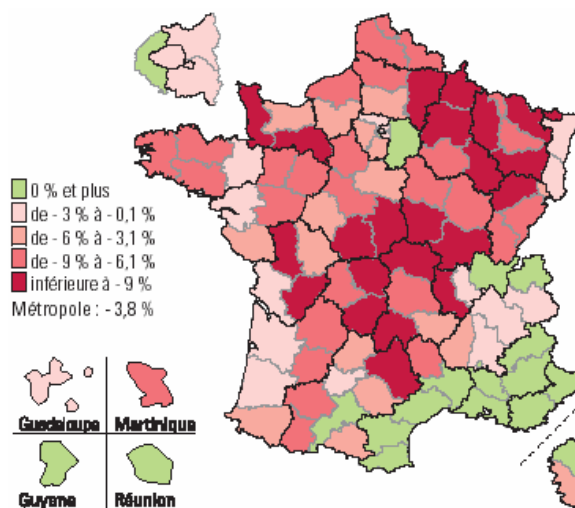 0 % et plus
de - 3 % à - 0,1 %
de - 6 % à - 3,1 %
de - 9 % à - 6,1 %
inférieure à - 9 %
Métropole : - 3,8 %
Guadeloupe
Martinique
Guyane
Réunion